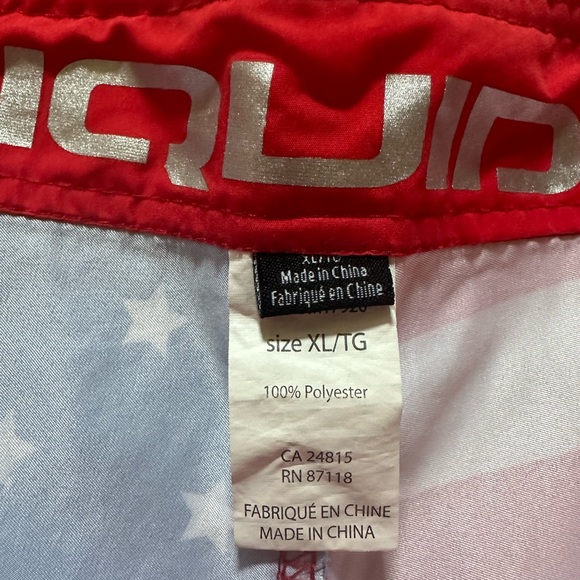 IQUID
XL/TG
Made in China
Fabriqué en Chine
size XL/TG
100% Polyester
CA 24815
RN 87118
FABRIQUÉ EN CHINE
MADE IN CHINA